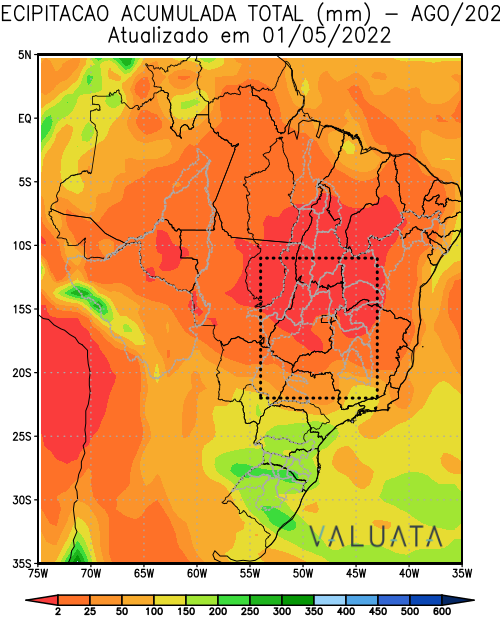 ECIPITACAO ACUMULADA TOTAL (mm) – AGO/202
Atualizado em 01/05/2022
5N
EQ
5S
10S
15S
20S
25S
30S
35S
VALUATA
75W 70W 65W 60W 55W 50W 45W 40W 35W
2 25 50 100 150 200 250 300 350 400 450 500 600